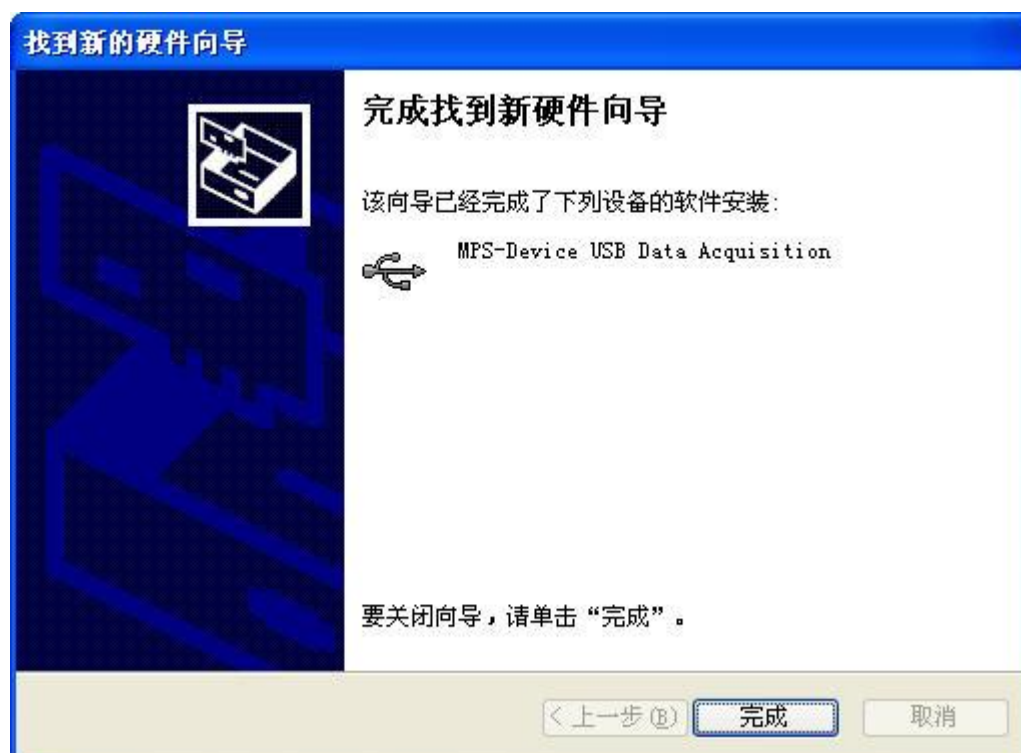 找到新的硬件向导
完成找到新硬件向导
该向导已经完成了下列设备的软件安装:
MPS-Device USB Data Acquisition
要关闭向导，请单击“完成”。
< 上一步(B)
完成
取消